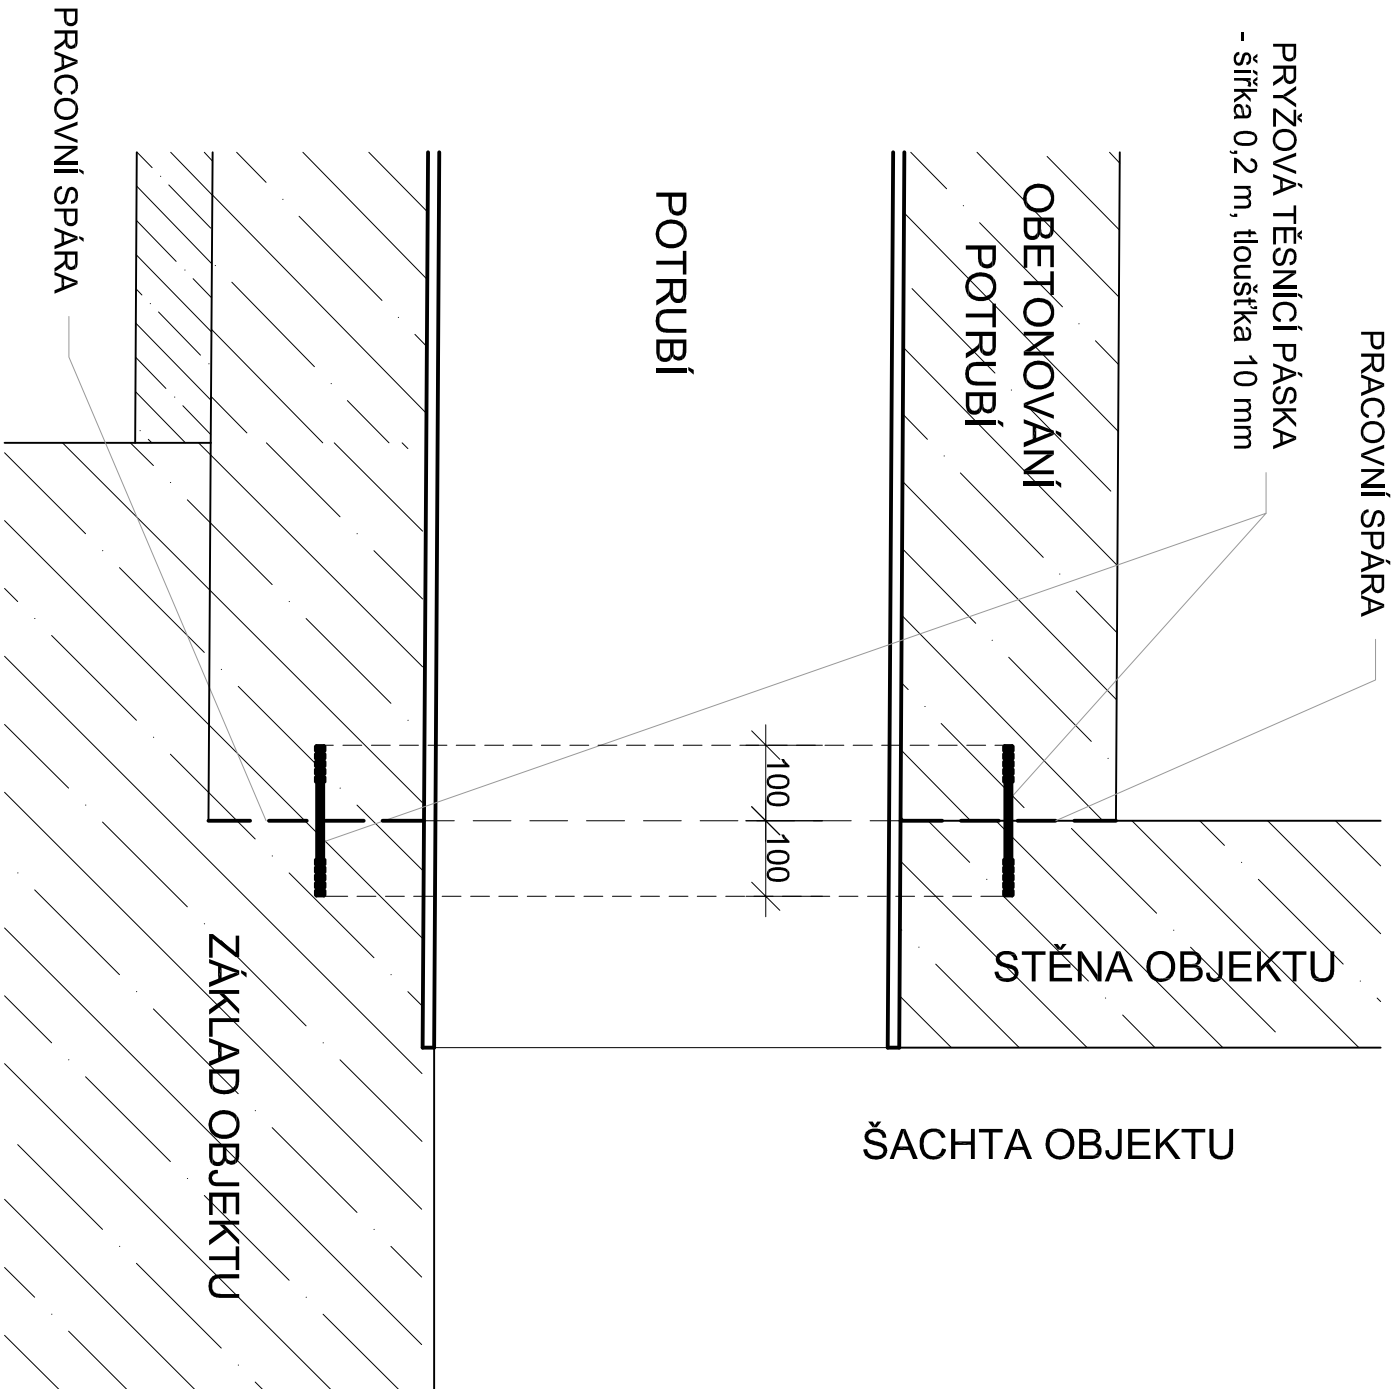 PRACOVNÍ SPÁRA
PRYŽOVÁ TĚSNÍCÍ PÁSKA
- šířka 0,2 m, tloušťka 10 mm
OBETONOVÁNÍ
POTRUBÍ
POTRUBÍ
PRACOVNÍ SPÁRA
100
100
STĚNA OBJEKTU
ŠACHTA OBJEKTU
ZÁKLAD OBJEKTU